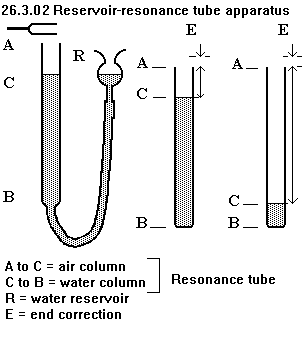 26.3.02 Reservoir-resonance tube apparatus
E
E
A
R
A
A
C
C
B
C
B
B
A to C = air column
C to B = water column
Resonance tube
R = water reservoir
E = end correction